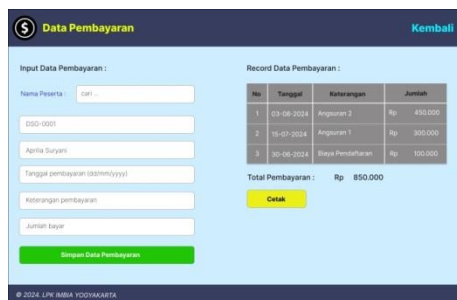 $ Data Pembayaran
Kembali
Input Data Pembayaran :
Nama Peserta : cari ...
DSO-0001
Aprilia Suryani
Tanggal pembayaran (dd/mm/yyyy)
Keterangan pembayaran
Jumlah bayar
Simpan Data Pembayaran
Record Data Pembayaran :
No Tanggal Keterangan Jumlah
1 03-08-2024 Angsuran 2 Rp 450.000
2 15-07-2024 Angsuran 1 Rp 300.000
3 30-06-2024 Biaya Pendaftaran Rp 100.000
Total Pembayaran : Rp 850.000
Cetak
© 2024. LPK IMBIA YOGYAKARTA